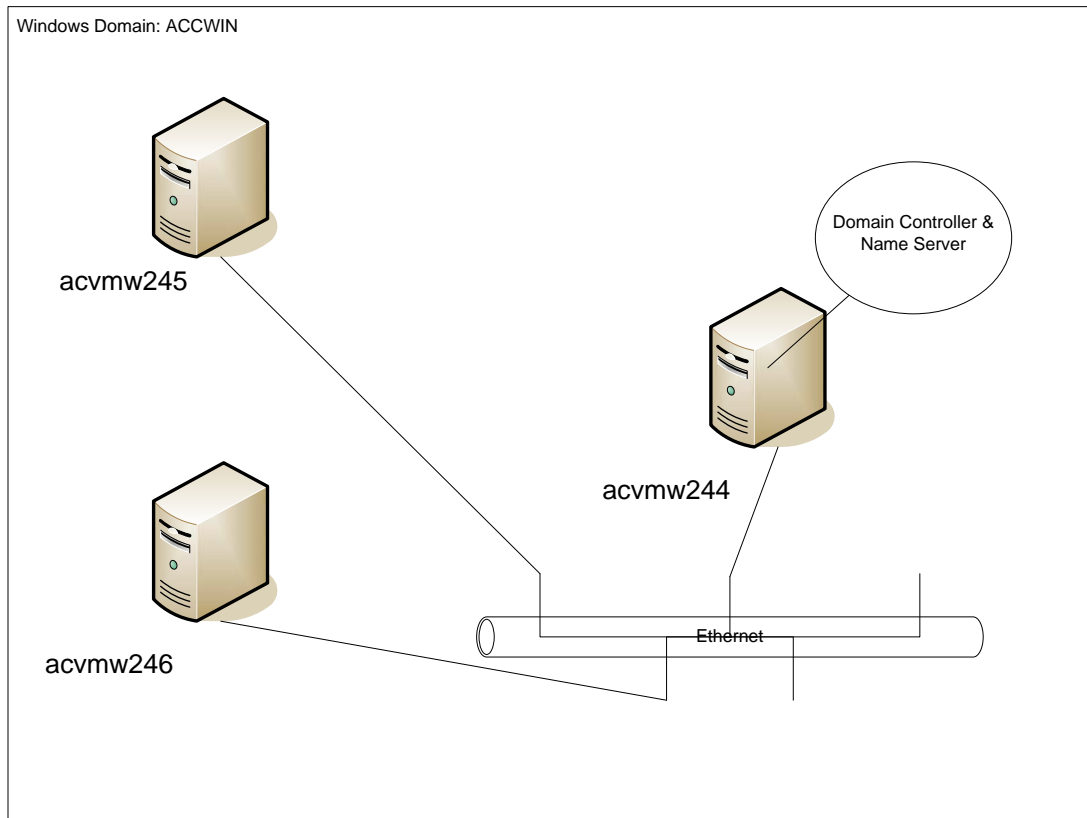 Windows Domain: ACCWIN
acvmw245
Domain Controller &
Name Server
acvmw244
Ethernet
acvmw246